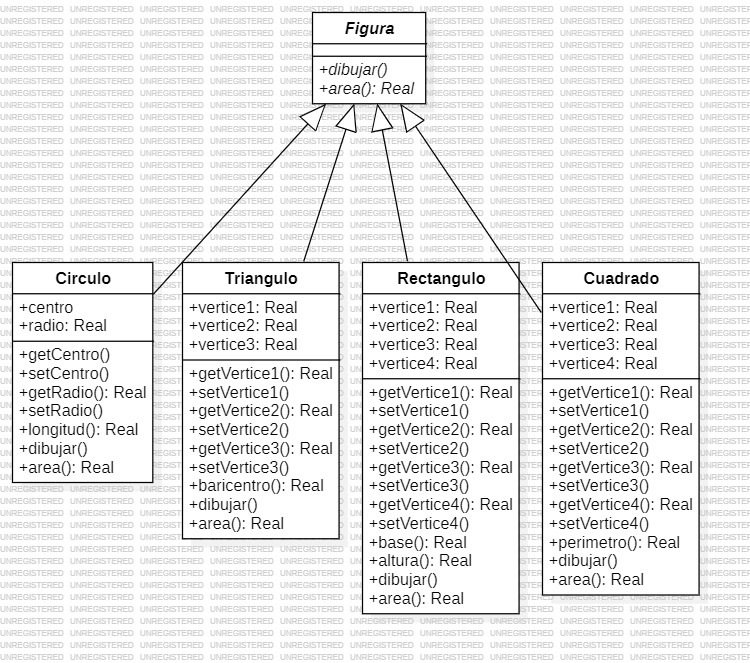 Figura
+dibujar()
+area(): Real
Circulo
+centro
+radio: Real
+getCentro()
+setCentro()
+getRadio(): Real
+setRadio()
+longitud(): Real
+dibujar()
+area(): Real
Triangulo
+vertice1: Real
+vertice2: Real
+vertice3: Real
+getVertice1(): Real
+setVertice1()
+getVertice2(): Real
+setVertice2()
+getVertice3(): Real
+setVertice3()
+baricentro(): Real
+dibujar()
+area(): Real
Rectangulo
+vertice1: Real
+vertice2: Real
+vertice3: Real
+vertice4: Real
+getVertice1(): Real
+setVertice1()
+getVertice2(): Real
+setVertice2()
+getVertice3(): Real
+setVertice3()
+getVertice4(): Real
+setVertice4()
+base(): Real
+altura(): Real
+dibujar()
+area(): Real
Cuadrado
+vertice1: Real
+vertice2: Real
+vertice3: Real
+vertice4: Real
+getVertice1(): Real
+setVertice1()
+getVertice2(): Real
+setVertice2()
+getVertice3(): Real
+setVertice3()
+getVertice4(): Real
+setVertice4()
+perimetro(): Real
+dibujar()
+area(): Real
UNREGISTERED